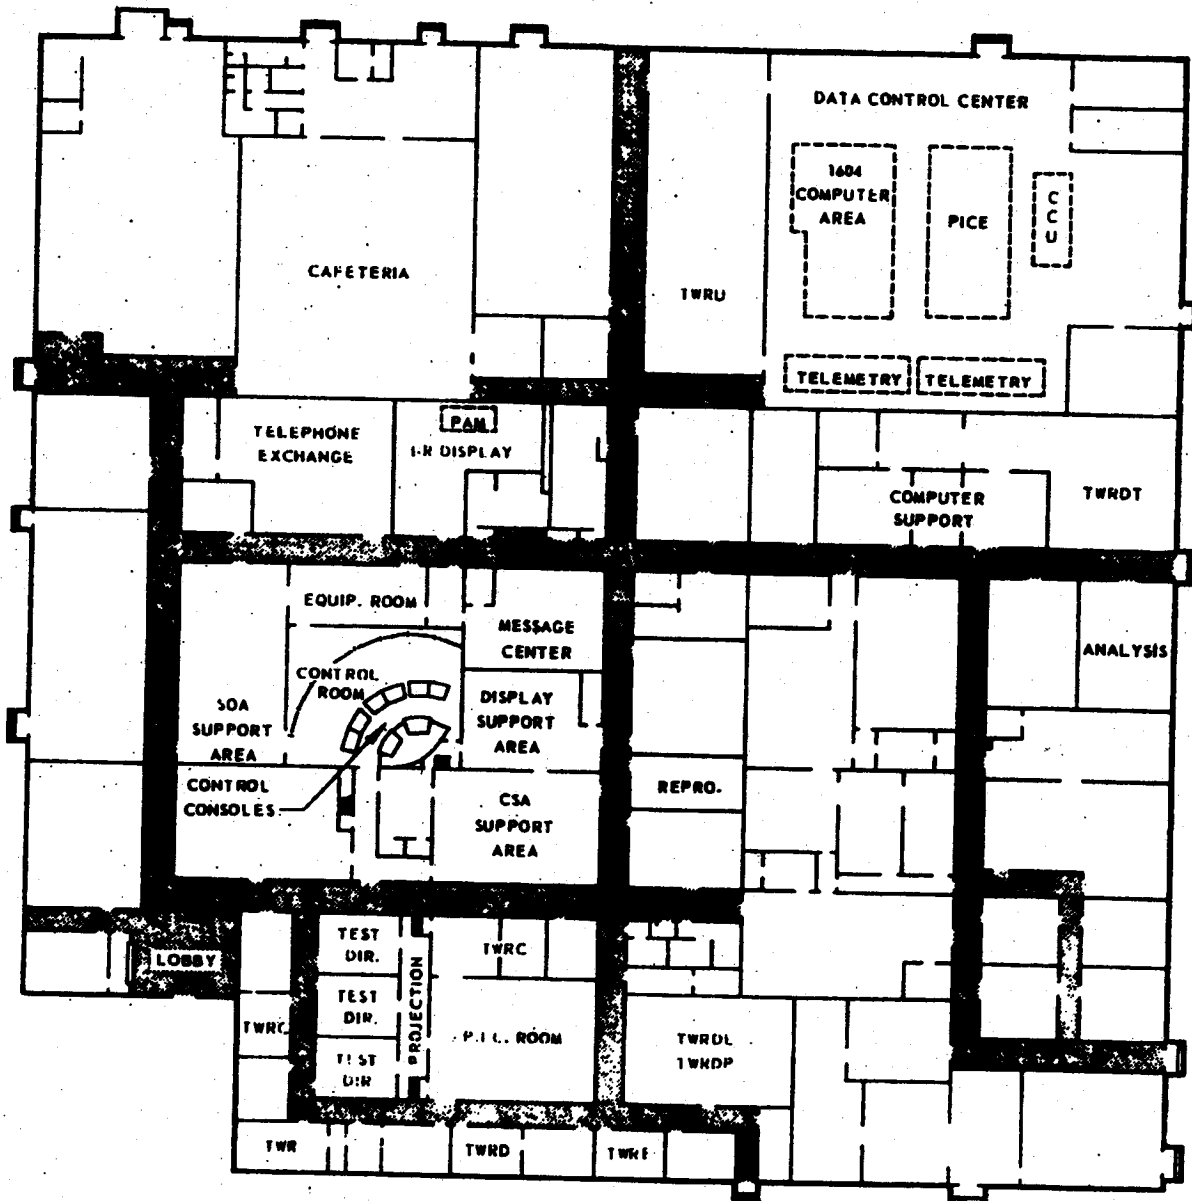 DATA CONTROL CENTER
1604
COMPUTER
AREA
PICE
C
C
U
CAFETERIA
TWRU
TELEMETRY
TELEMETRY
PAM
TELEPHONE
EXCHANGE
I-R DISPLAY
COMPUTER
SUPPORT
TWRDT
EQUIP. ROOM
MESSAGE
CENTER
ANALYSIS
CONTROL
ROOM
SOA
SUPPORT
AREA
DISPLAY
SUPPORT
AREA
CONTROL
CONSOLES
REPRO.
CSA
SUPPORT
AREA
LOBBY
TEST
DIR.
PROJECTION
TWRC
TEST
DIR.
TWRC
ROOM
TWRDL
TWRDP
TEST
DIR
TWR
TWRD
TWRE